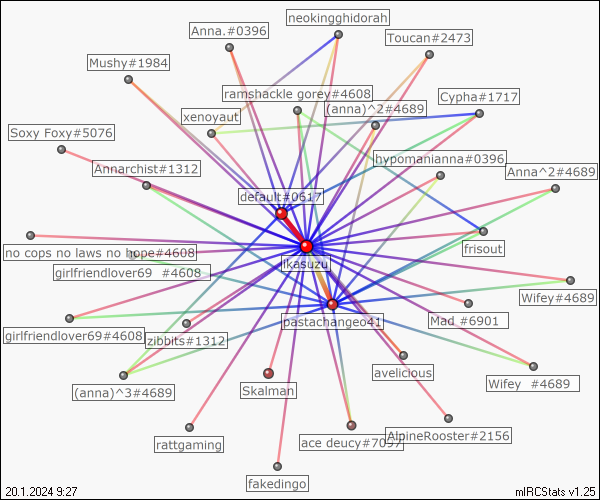 neokingghidorah
Anna.#0396
Toucan#2473
Mushy#1984
ramshackle gorey#4608
Cypha#1717
(anna)^2#4689
xenoyaut
Soxy Foxy#5076
hypomanianna#0396
Annarchist#1312
Anna^2#4689
default#0617
no cops no laws no hope#4608
frisout
ikasuzu
girlfriendlover69 #4608
Wifey#4689
pastachangeo41
Mad #6901
girlfriendlover69#4608
zibbits#1312
avelicious
Wifey #4689
(anna)^3#4689
Skalman
AlpineRooster#2156
rattgaming
ace deucy#7097
fakedingo
20.1.2024 9:27
mIRCStats v1.25